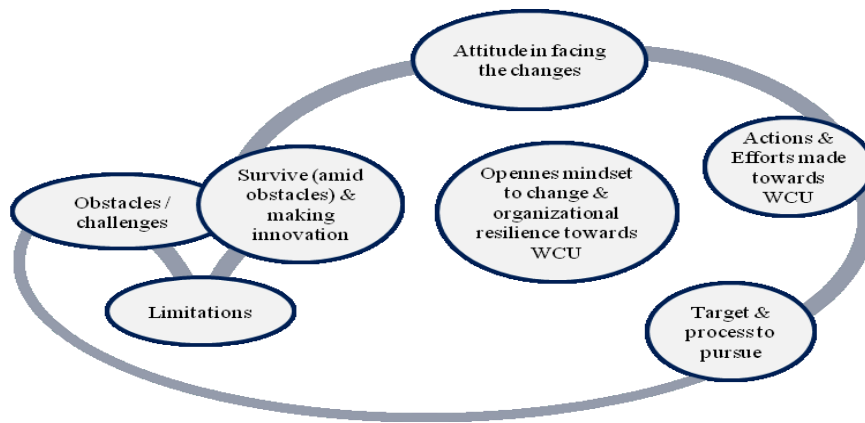 Attitude in facing
the changes
Actions &
Efforts made
towards
WCU
Survive (amid
obstacles) &
making
innovation
Opennes mindset
to change &
organizational
resilience towards
WCU
Obstacles /
challenges
Limitations
Target &
process to
pursue